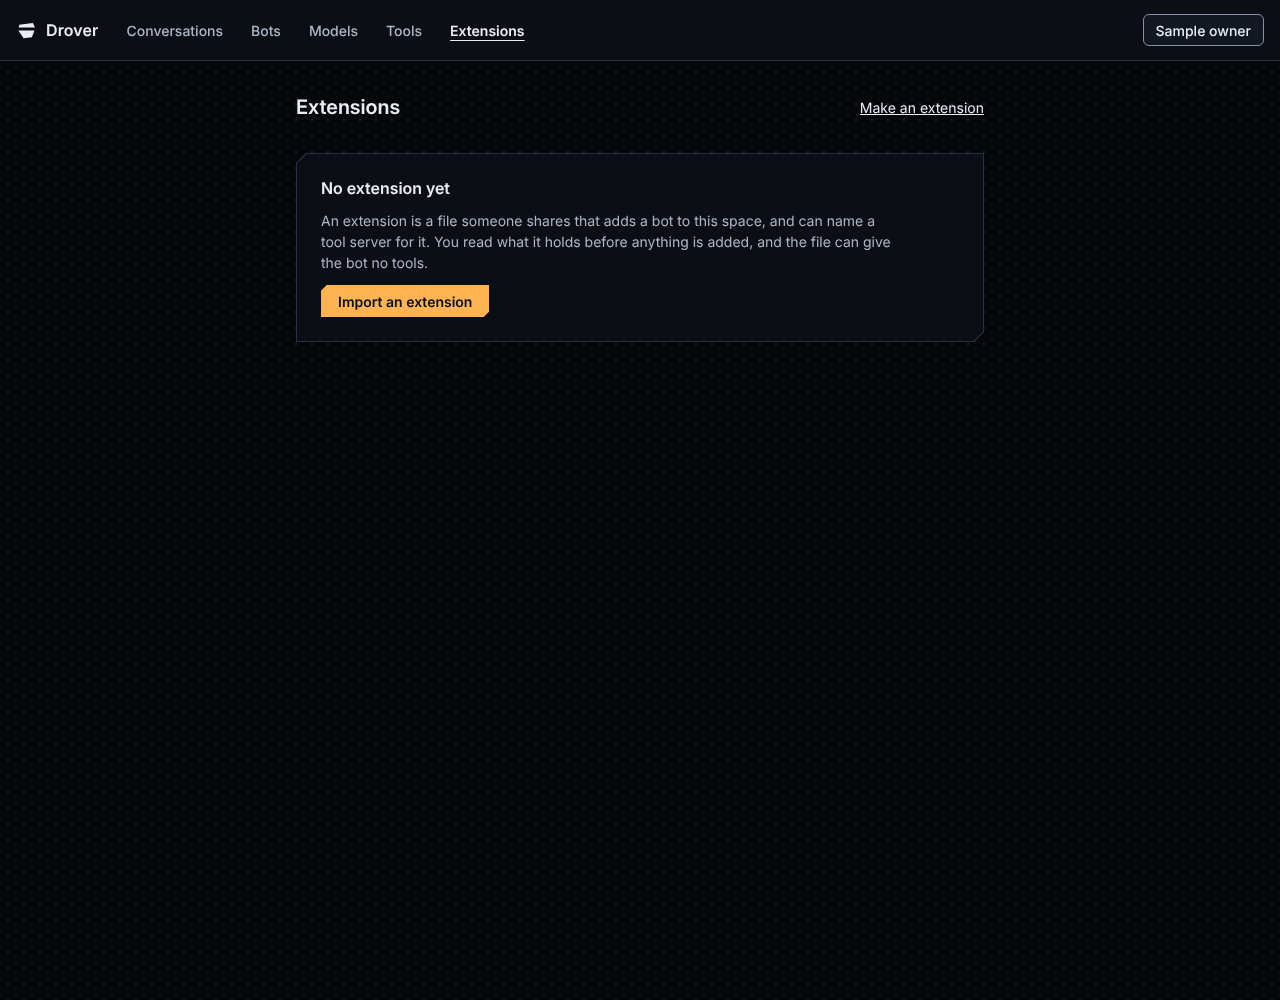 Drover
Conversations
Bots
Models
Tools
Extensions
Sample owner
Extensions
Make an extension
No extension yet
An extension is a file someone shares that adds a bot to this space, and can name a
tool server for it. You read what it holds before anything is added, and the file can give
the bot no tools.
Import an extension